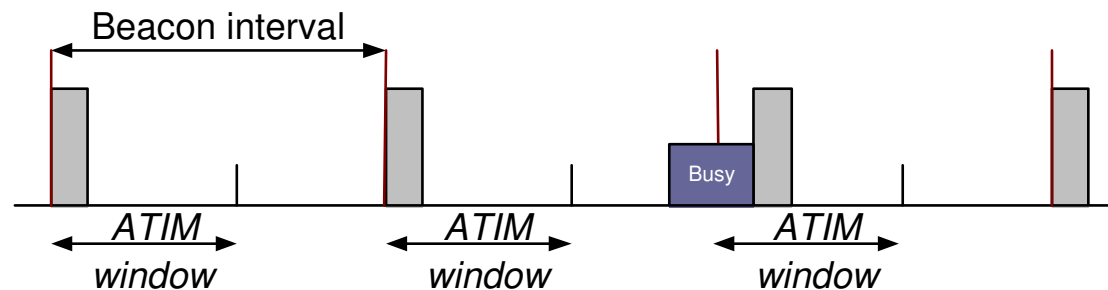 Beacon interval
Busy
ATIM
window
ATIM
window
ATIM
window